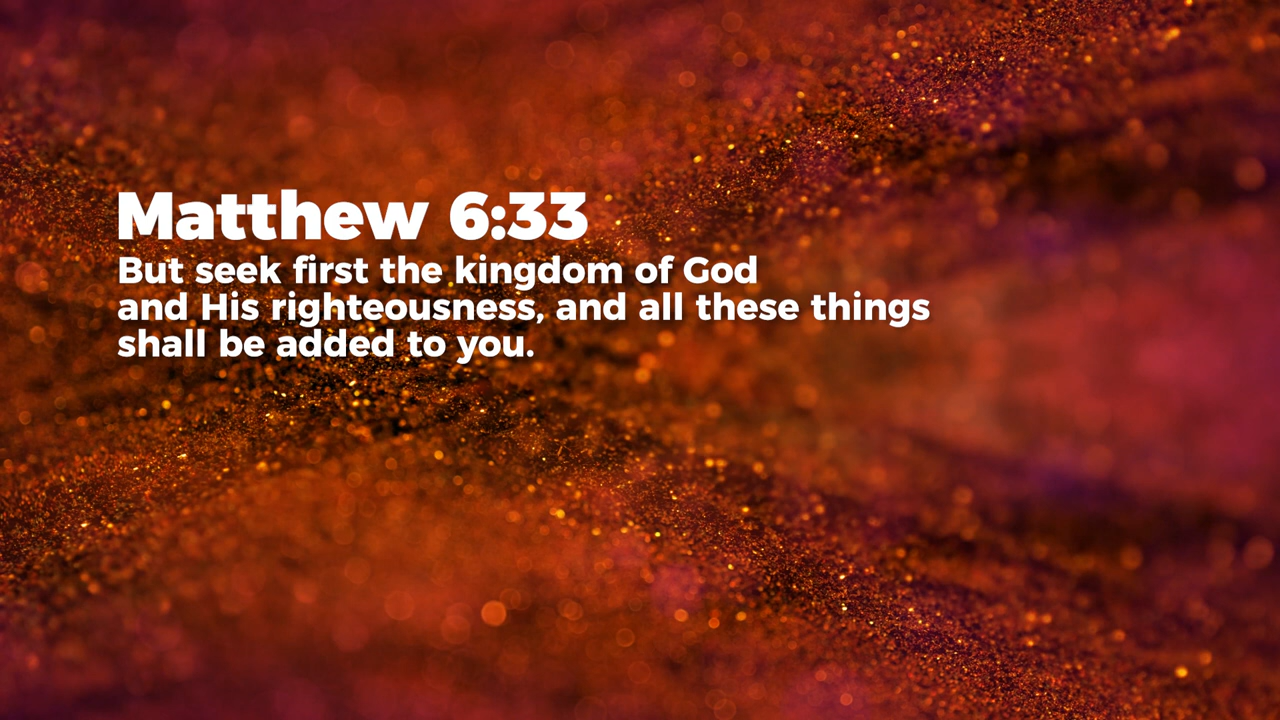 Matthew 6:33
But seek first the kingdom of God
and His righteousness, and all these things
shall be added to you.